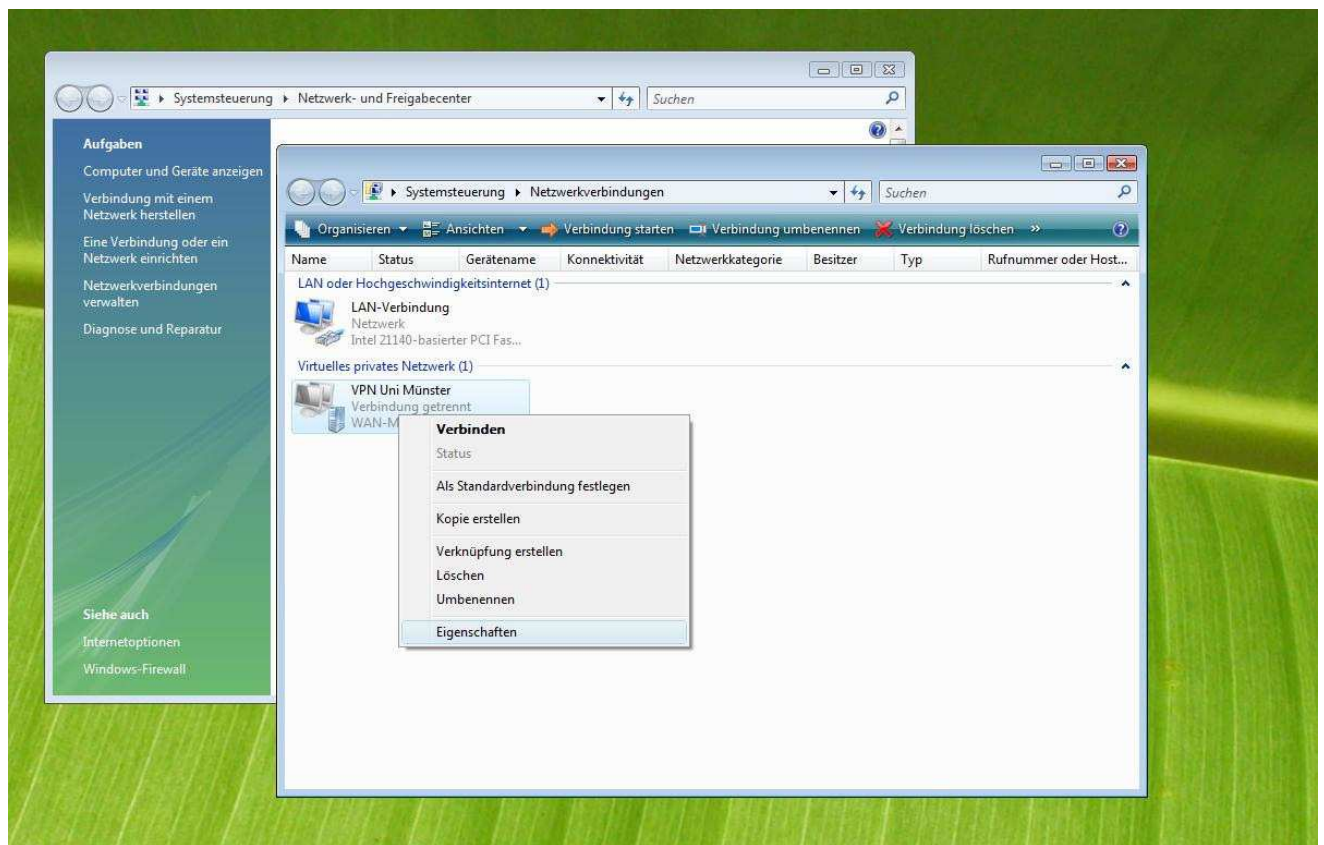 Systemsteuerung Netzwerk- und Freigabecenter Suchen
Aufgaben
Computer und Geräte anzeigen
Verbindung mit einem
Netzwerk herstellen
Eine Verbindung oder ein
Netzwerk einrichten
Netzwerkverbindungen
verwalten
Diagnose und Reparatur
Siehe auch
Internetoptionen
Windows-Firewall
Systemsteuerung Netzwerkverbindungen Suchen
Organisieren Ansichten Verbindung starten Verbindung umbenennen Verbindung löschen »
Name Status Gerätename Konnektivität Netzwerkkategorie Besitzer Typ Rufnummer oder Host...
LAN oder Hochgeschwindigkeitsinternet (1)
LAN-Verbindung
Netzwerk
Intel 21140-basierter PCI Fas...
Virtuelles privates Netzwerk (1)
VPN Uni Münster
Verbindung getrennt
WAN-M
Verbinden
Status
Als Standardverbindung festlegen
Kopie erstellen
Verknüpfung erstellen
Löschen
Umbenennen
Eigenschaften